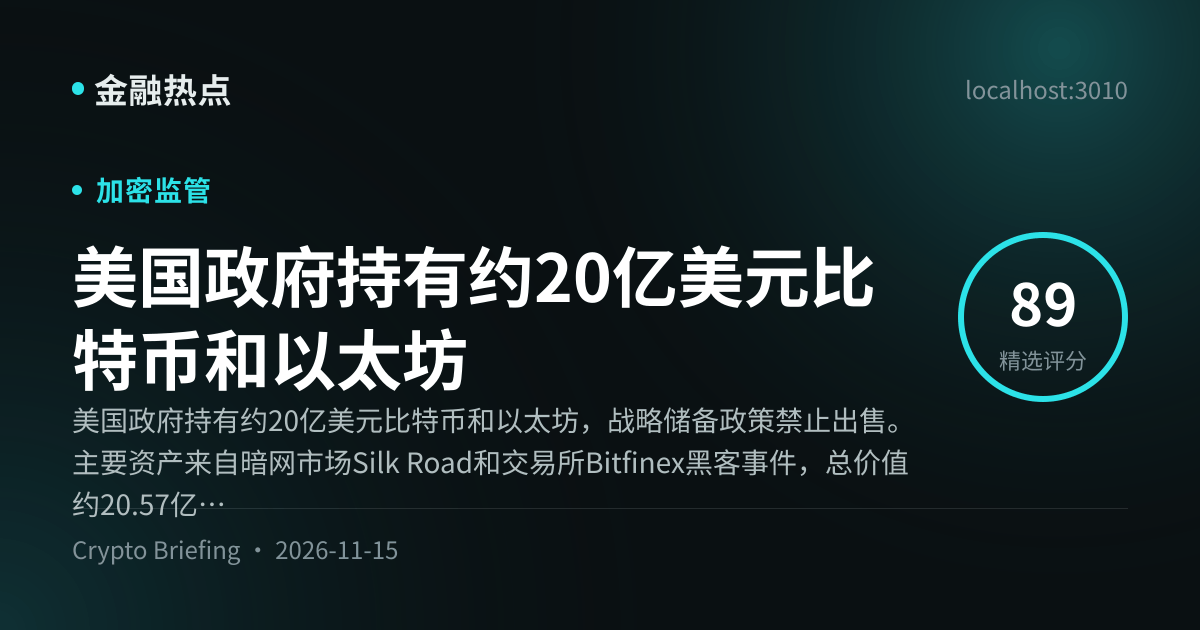 金融热点
localhost:3010
加密监管
美国政府持有约20亿美元比
特币和以太坊
89
精选评分
美国政府持有约20亿美元比特币和以太坊，战略储备政策禁止出售。
主要资产来自暗网市场Silk Road和交易所Bitfinex黑客事件，总价值
约20.57亿…
Crypto Briefing · 2026-11-15